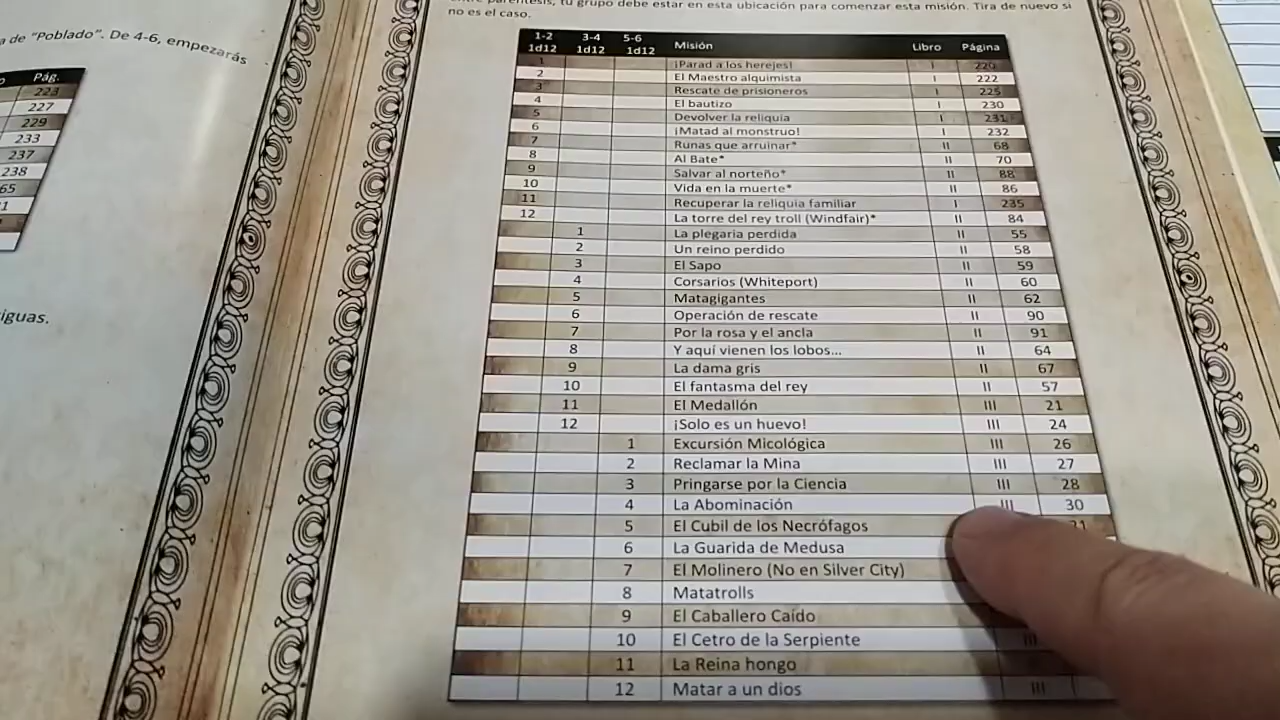 a de "Poblado". De 4-6, empezarás
Pág.
223
227
229
233
237
238
65
iguas.
entre paréntesis, tu grupo debe estar en esta ubicación para comenzar esta misión. Tira de nuevo si
no es el caso.
1-2 3-4 5-6
1d12 1d12 1d12 Misión Libro Página
1 ¡Parad a los herejes! I 220
2 El Maestro alquimista I 222
3 Rescate de prisioneros I 225
4 El bautizo I 230
5 Devolver la reliquia I 231
6 ¡Matad al monstruo! I 232
7 Runas que arruinar* II 68
8 Al Bate* II 70
9 Salvar al norteño* II 88
10 Vida en la muerte* II 86
11 Recuperar la reliquia familiar I 235
12 La torre del rey troll (Windfair)* II 84
1 La plegaria perdida II 55
2 Un reino perdido II 58
3 El Sapo II 59
4 Corsarios (Whiteport) II 60
5 Matagigantes II 62
6 Operación de rescate II 90
7 Por la rosa y el ancla II 91
8 Y aquí vienen los lobos... II 64
9 La dama gris II 67
10 El fantasma del rey II 57
11 El Medallón III 21
12 ¡Solo es un huevo! III 24
1 Excursión Micológica III 26
2 Reclamar la Mina III 27
3 Pringarse por la Ciencia III 28
4 La Abominación III 30
5 El Cubil de los Necrófagos 31
6 La Guarida de Medusa
7 El Molinero (No en Silver City)
8 Matatrolls
9 El Caballero Caído
10 El Cetro de la Serpiente III
11 La Reina hongo
12 Matar a un dios III